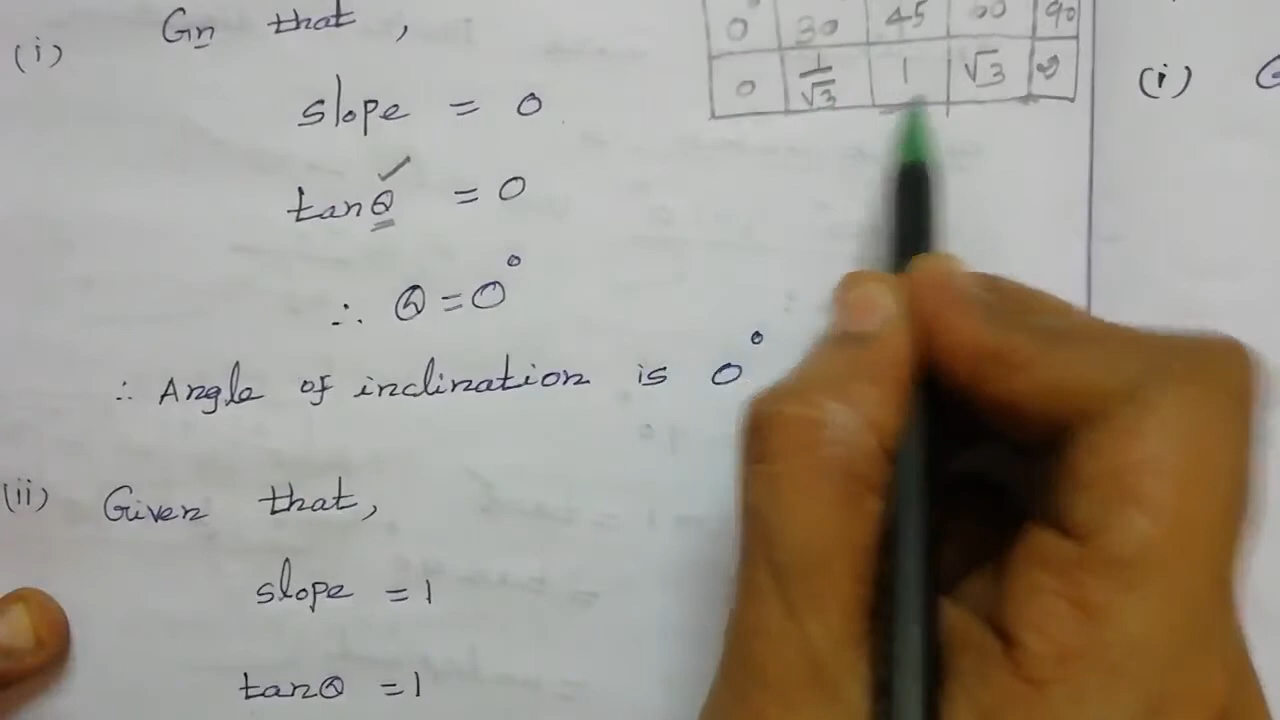 (i) Gn that,
slope = 0
tanθ = 0
∴ θ = 0°
∴ Angle of inclination is 0°
(ii) Given that,
slope = 1
tanθ = 1
0° 30 45 90
0 1/√3 1 √3
(i)